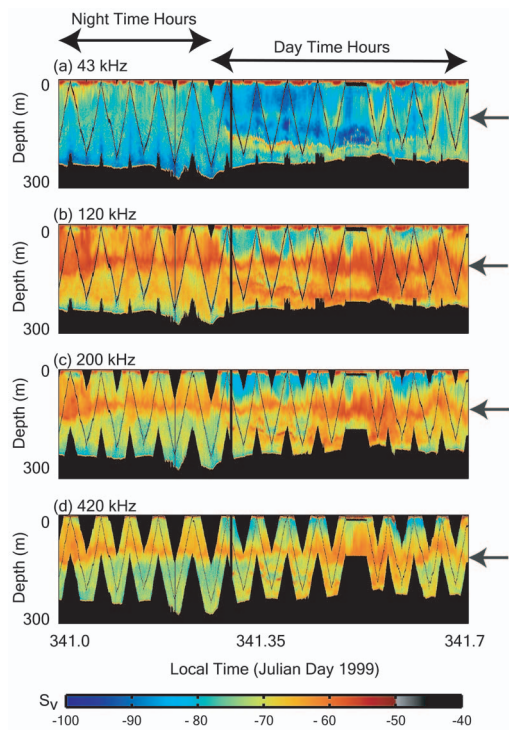 Night Time Hours
Day Time Hours
(a) 43 kHz
0
Depth (m)
300
(b) 120 kHz
0
Depth (m)
300
(c) 200 kHz
0
Depth (m)
300
(d) 420 kHz
0
Depth (m)
300
341.0 341.35 341.7
Local Time (Julian Day 1999)
Sv
-100 -90 - 80 -70 -60 -50 -40